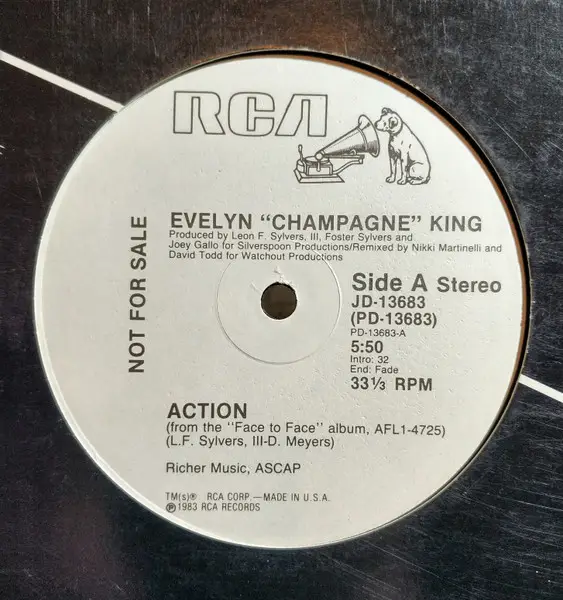 RCA
EVELYN "CHAMPAGNE" KING
Produced by Leon F. Sylvers, III, Foster Sylvers and
Joey Gallo for Silverspoon Productions/Remixed by Nikki Martinelli and
David Todd for Watchout Productions
NOT FOR SALE
Side A Stereo
JD-13683
(PD-13683)
PD-13683-A
5:50
Intro: 32
End: Fade
33 1/3 RPM
ACTION
(from the "Face to Face" album, AFL1-4725)
(L.F. Sylvers, III-D. Meyers)
Richer Music, ASCAP
TM(s)® RCA CORP.—MADE IN U.S.A.
℗1983 RCA RECORDS